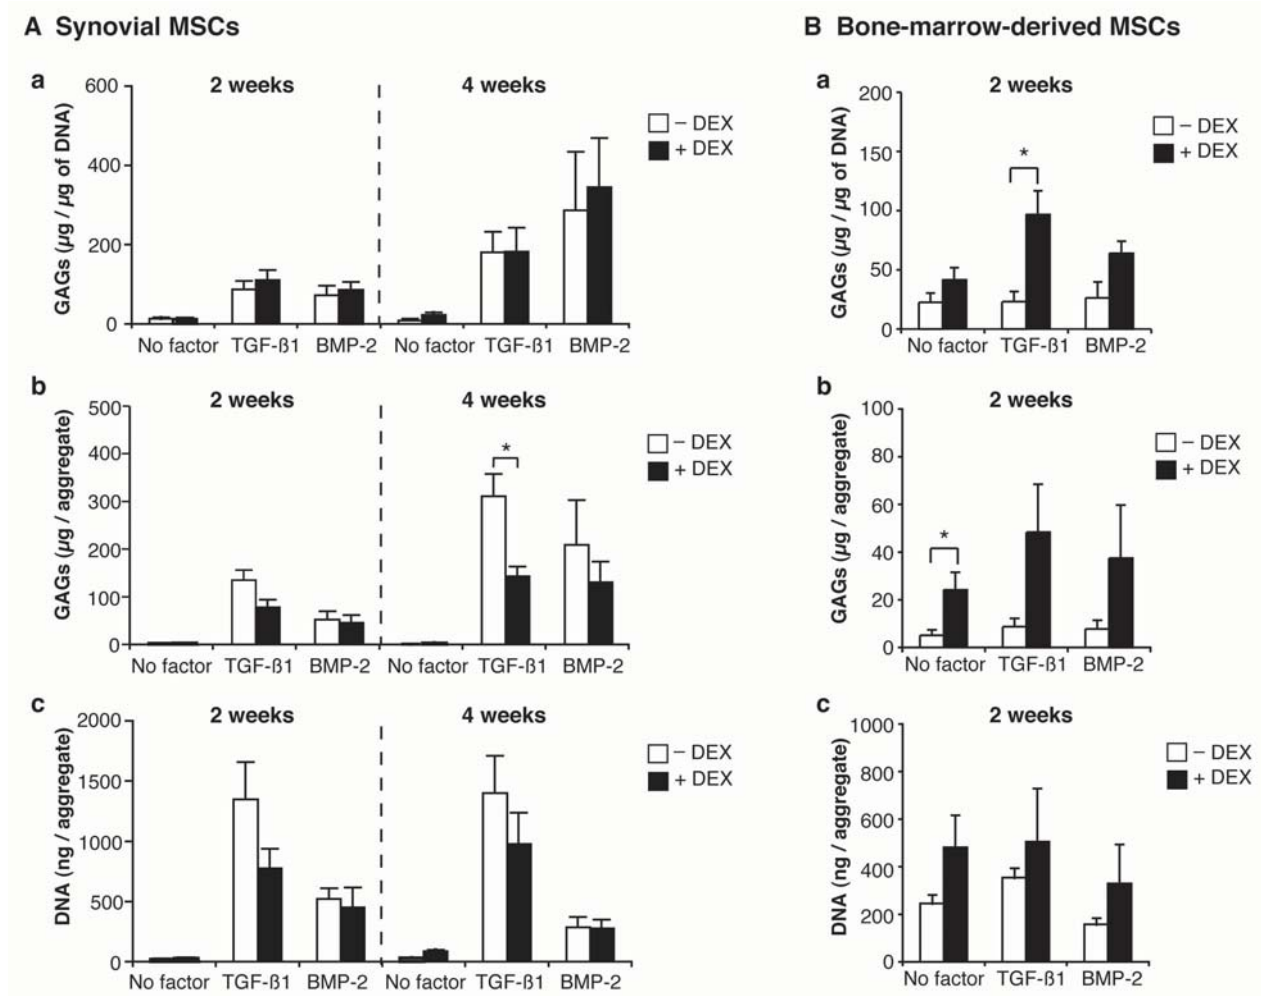 A Synovial MSCs
a
2 weeks
4 weeks
GAGs (µg / µg of DNA)
600
400
200
0
No factor TGF-ß1 BMP-2 No factor TGF-ß1 BMP-2
– DEX
+ DEX
b
2 weeks
4 weeks
GAGs (µg / aggregate)
500
400
300
200
100
0
*
No factor TGF-ß1 BMP-2 No factor TGF-ß1 BMP-2
– DEX
+ DEX
c
2 weeks
4 weeks
DNA (ng / aggregate)
2000
1500
1000
500
0
No factor TGF-ß1 BMP-2 No factor TGF-ß1 BMP-2
– DEX
+ DEX
B Bone-marrow-derived MSCs
a
2 weeks
GAGs (µg / µg of DNA)
200
150
100
50
0
*
No factor TGF-ß1 BMP-2
– DEX
+ DEX
b
2 weeks
GAGs (µg / aggregate)
100
80
60
40
20
0
*
No factor TGF-ß1 BMP-2
– DEX
+ DEX
c
2 weeks
DNA (ng / aggregate)
1000
800
600
400
200
0
No factor TGF-ß1 BMP-2
– DEX
+ DEX